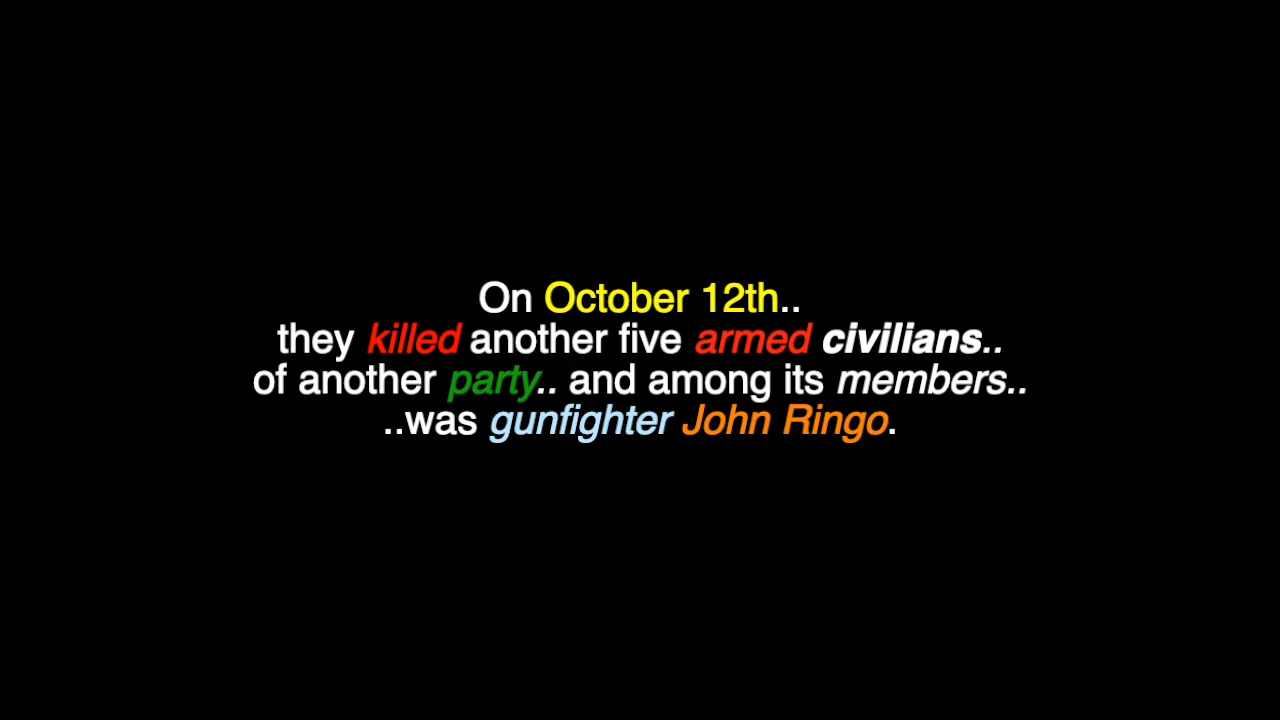 On October 12th..
they killed another five armed civilians..
of another party.. and among its members..
..was gunfighter John Ringo.